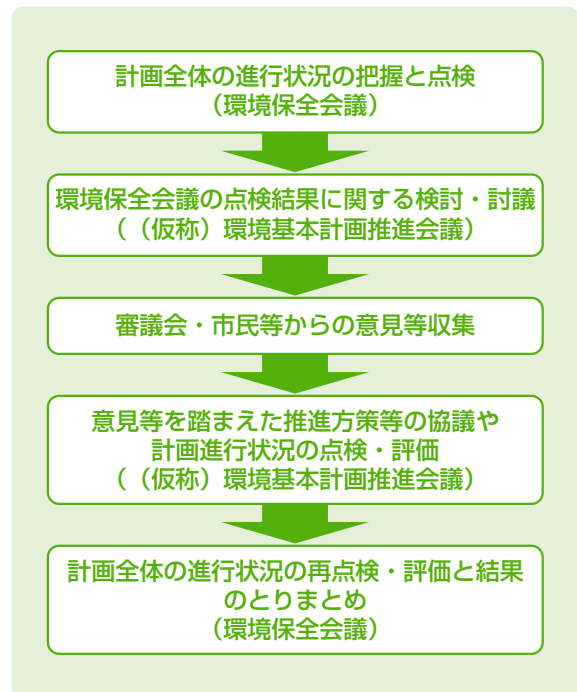 計画全体の進行状況の把握と点検
（環境保全会議）
環境保全会議の点検結果に関する検討・討議
（（仮称）環境基本計画推進会議）
審議会・市民等からの意見等収集
意見等を踏まえた推進方策等の協議や
計画進行状況の点検・評価
（（仮称）環境基本計画推進会議）
計画全体の進行状況の再点検・評価と結果
のとりまとめ
（環境保全会議）